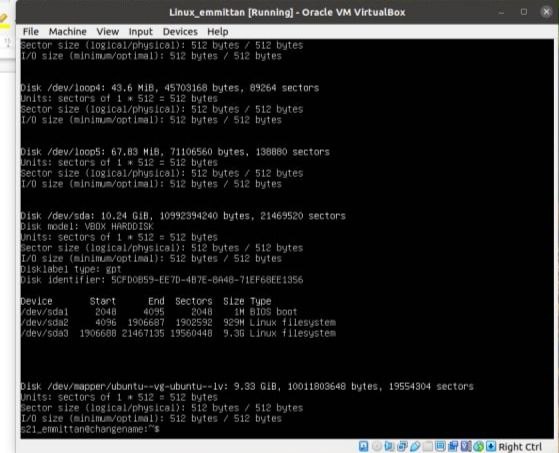 Linux_emmittan [Running] - Oracle VM VirtualBox
File Machine View Input Devices Help
Sector size (logical/physical): 512 bytes / 512 bytes
I/O size (minimum/optimal): 512 bytes / 512 bytes
Disk /dev/loop4: 43.6 MiB, 45703168 bytes, 89264 sectors
Units: sectors of 1 * 512 = 512 bytes
Sector size (logical/physical): 512 bytes / 512 bytes
I/O size (minimum/optimal): 512 bytes / 512 bytes
Disk /dev/loop5: 67.83 MiB, 71106560 bytes, 138880 sectors
Units: sectors of 1 * 512 = 512 bytes
Sector size (logical/physical): 512 bytes / 512 bytes
I/O size (minimum/optimal): 512 bytes / 512 bytes
Disk /dev/sda: 10.24 GiB, 10992394240 bytes, 21469520 sectors
Disk model: VBOX HARDDISK
Units: sectors of 1 * 512 = 512 bytes
Sector size (logical/physical): 512 bytes / 512 bytes
I/O size (minimum/optimal): 512 bytes / 512 bytes
Disklabel type: gpt
Disk identifier: 5CFD0B59-EE7D-4B7E-8A48-71EF68EE1356
Device Start End Sectors Size Type
/dev/sda1 2048 4095 2048 1M BIOS boot
/dev/sda2 4096 1906687 1902592 929M Linux filesystem
/dev/sda3 1906688 21467135 19560448 9.3G Linux filesystem
Disk /dev/mapper/ubuntu--vg-ubuntu--lv: 9.33 GiB, 10011803648 bytes, 19554304 sectors
Units: sectors of 1 * 512 = 512 bytes
Sector size (logical/physical): 512 bytes / 512 bytes
I/O size (minimum/optimal): 512 bytes / 512 bytes
s21_emmittan@changename:~$
Right Ctrl